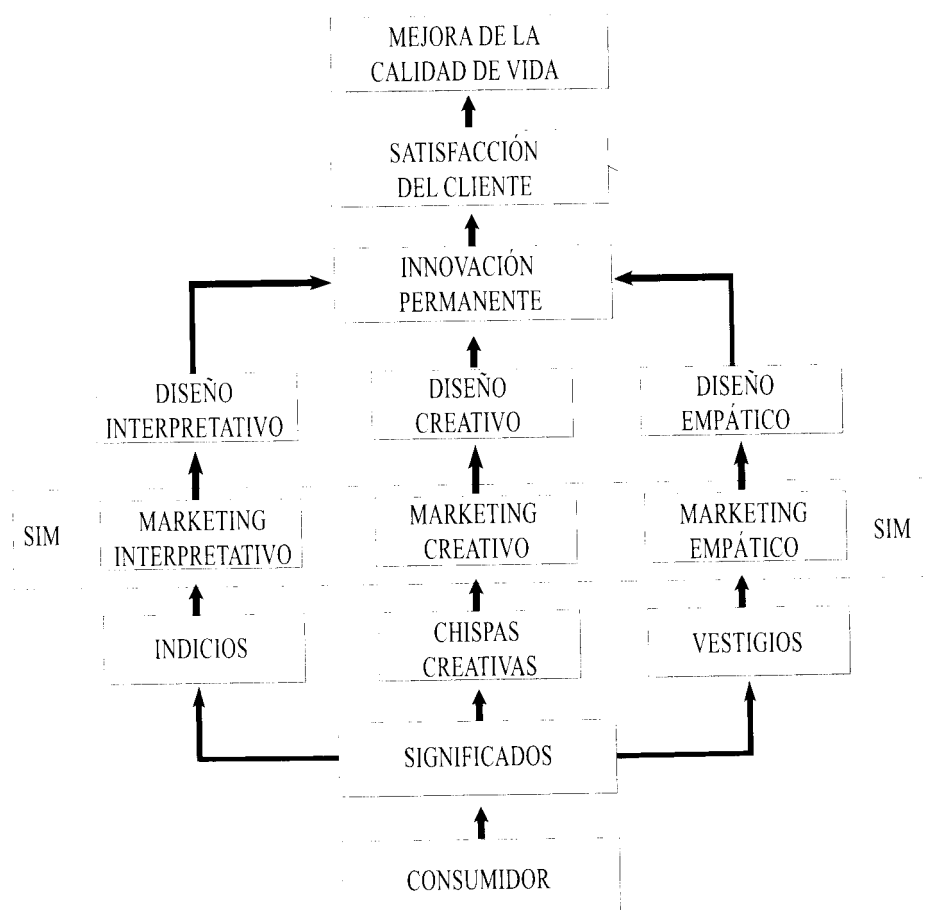 MEJORA DE LA
CALIDAD DE VIDA
SATISFACCIÓN
DEL CLIENTE
INNOVACIÓN
PERMANENTE
DISEÑO
INTERPRETATIVO
DISEÑO
CREATIVO
DISEÑO
EMPÁTICO
SIM
MARKETING
INTERPRETATIVO
MARKETING
CREATIVO
MARKETING
EMPÁTICO
SIM
INDICIOS
CHISPAS
CREATIVAS
VESTIGIOS
SIGNIFICADOS
CONSUMIDOR